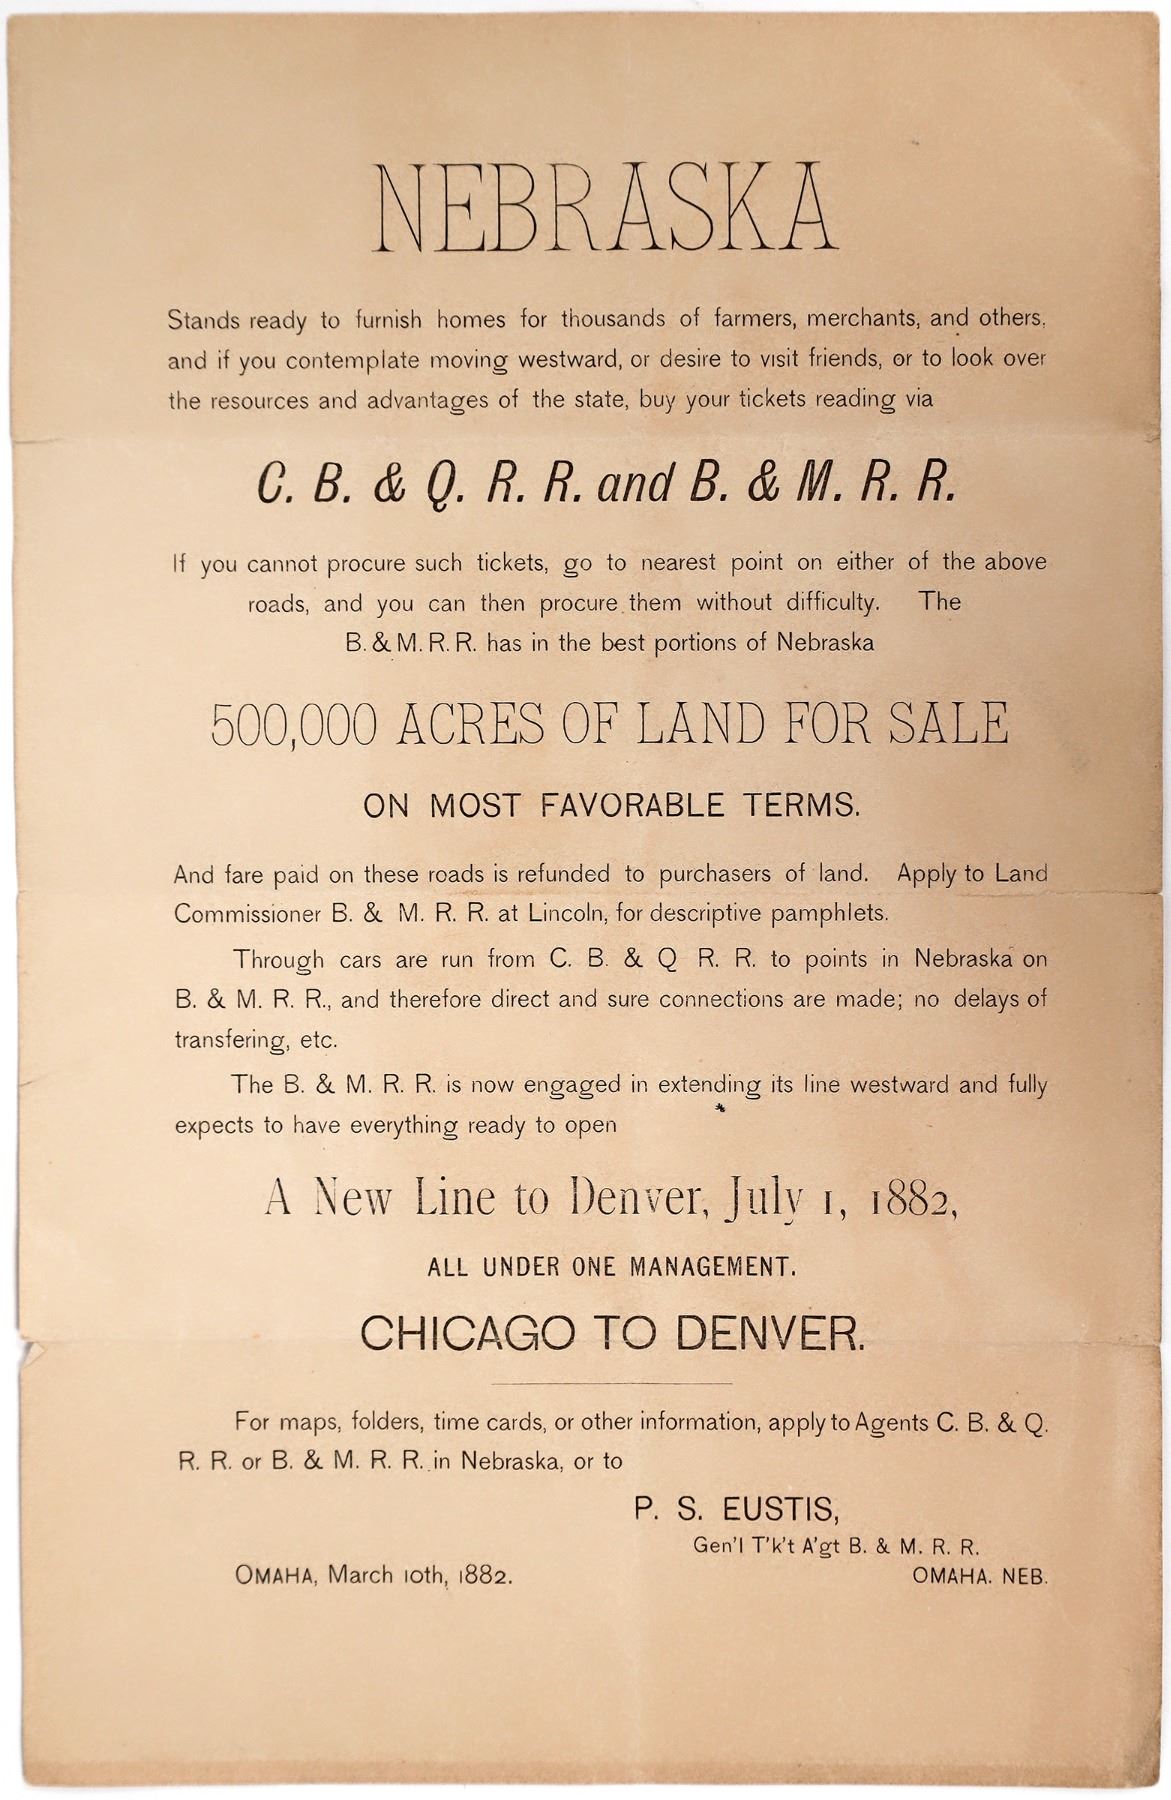 NEBRASKA
Stands ready to furnish homes for thousands of farmers, merchants, and others,
and if you contemplate moving westward, or desire to visit friends, or to look over
the resources and advantages of the state, buy your tickets reading via
C. B. & Q. R. R. and B. & M. R. R.
If you cannot procure such tickets, go to nearest point on either of the above
roads, and you can then procure them without difficulty. The
B. & M. R. R. has in the best portions of Nebraska
500,000 ACRES OF LAND FOR SALE
ON MOST FAVORABLE TERMS.
And fare paid on these roads is refunded to purchasers of land. Apply to Land
Commissioner B. & M. R. R. at Lincoln, for descriptive pamphlets.
Through cars are run from C. B. & Q R. R. to points in Nebraska on
B. & M. R. R., and therefore direct and sure connections are made; no delays of
transfering, etc.
The B. & M. R. R. is now engaged in extending its line westward and fully
expects to have everything ready to open
A New Line to Denver, July 1, 1882,
ALL UNDER ONE MANAGEMENT.
CHICAGO TO DENVER.
For maps, folders, time cards, or other information, apply to Agents C. B. & Q.
R. R. or B. & M. R. R. in Nebraska, or to
P. S. EUSTIS,
Gen'l T'k't A'gt B. & M. R. R.
OMAHA, March 10th, 1882. OMAHA. NEB.